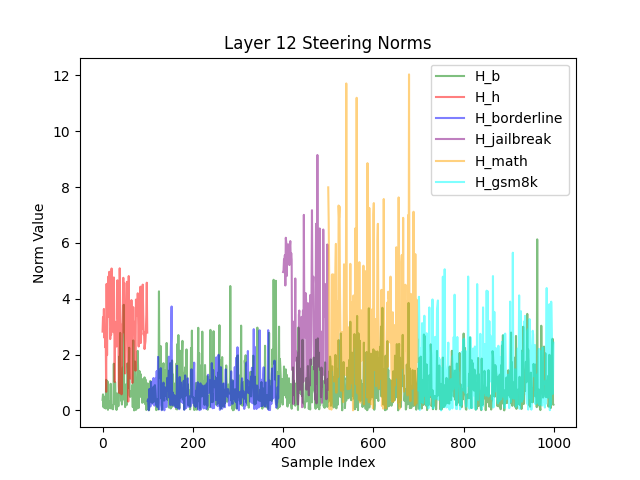 Layer 12 Steering Norms
12
10
8
6
4
2
0
Norm Value
H_b
H_h
H_borderline
H_jailbreak
H_math
H_gsm8k
0 200 400 600 800 1000
Sample Index